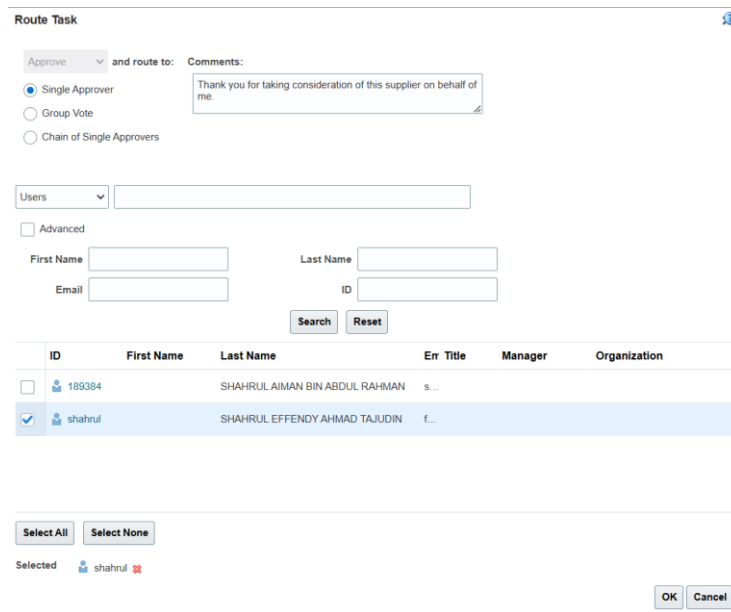 Route Task
Approve and route to: Comments:
Single Approver
Thank you for taking consideration of this supplier on behalf of
me.
Group Vote
Chain of Single Approvers
Users
Advanced
First Name Last Name
Email ID
Search Reset
ID First Name Last Name Em Title Manager Organization
189384 SHAHRUL AIMAN BIN ABDUL RAHMAN s...
shahrul SHAHRUL EFFENDY AHMAD TAJUDIN f...
Select All Select None
Selected shahrul
OK Cancel